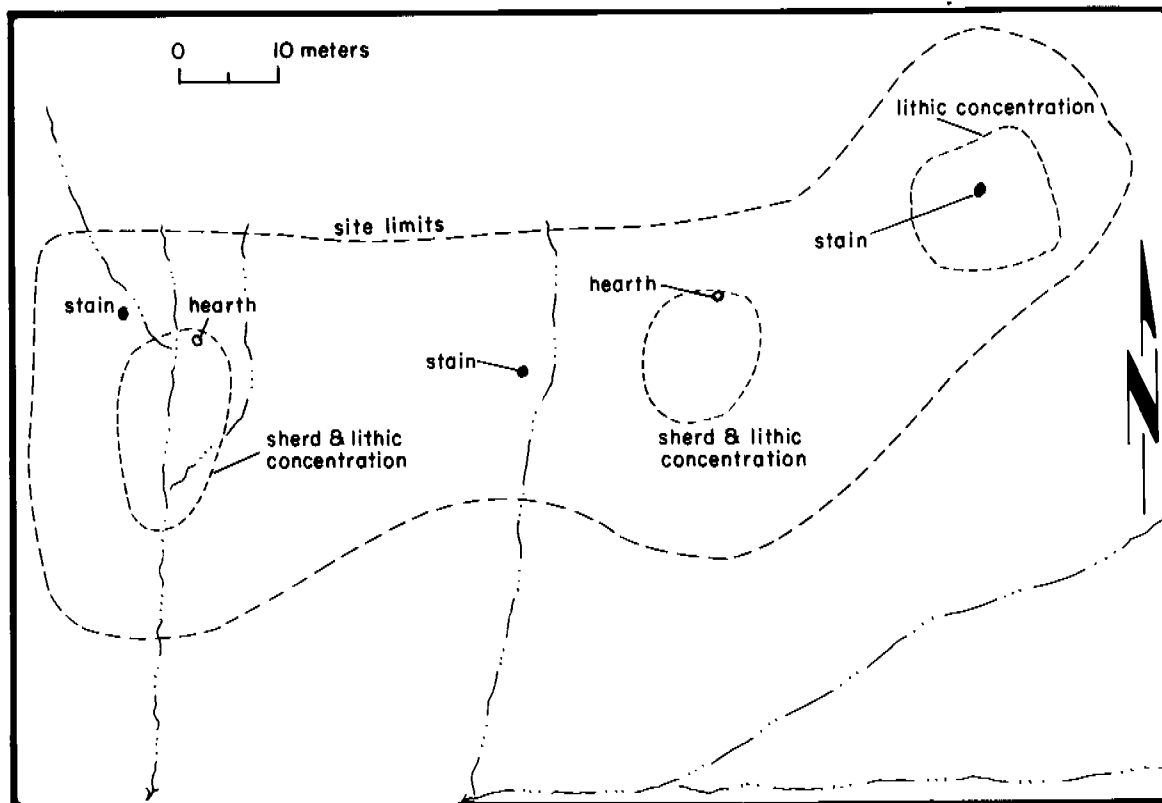 0 10 meters
lithic concentration
site limits
stain
stain
hearth
hearth
stain
sherd & lithic
concentration
sherd & lithic
concentration
N